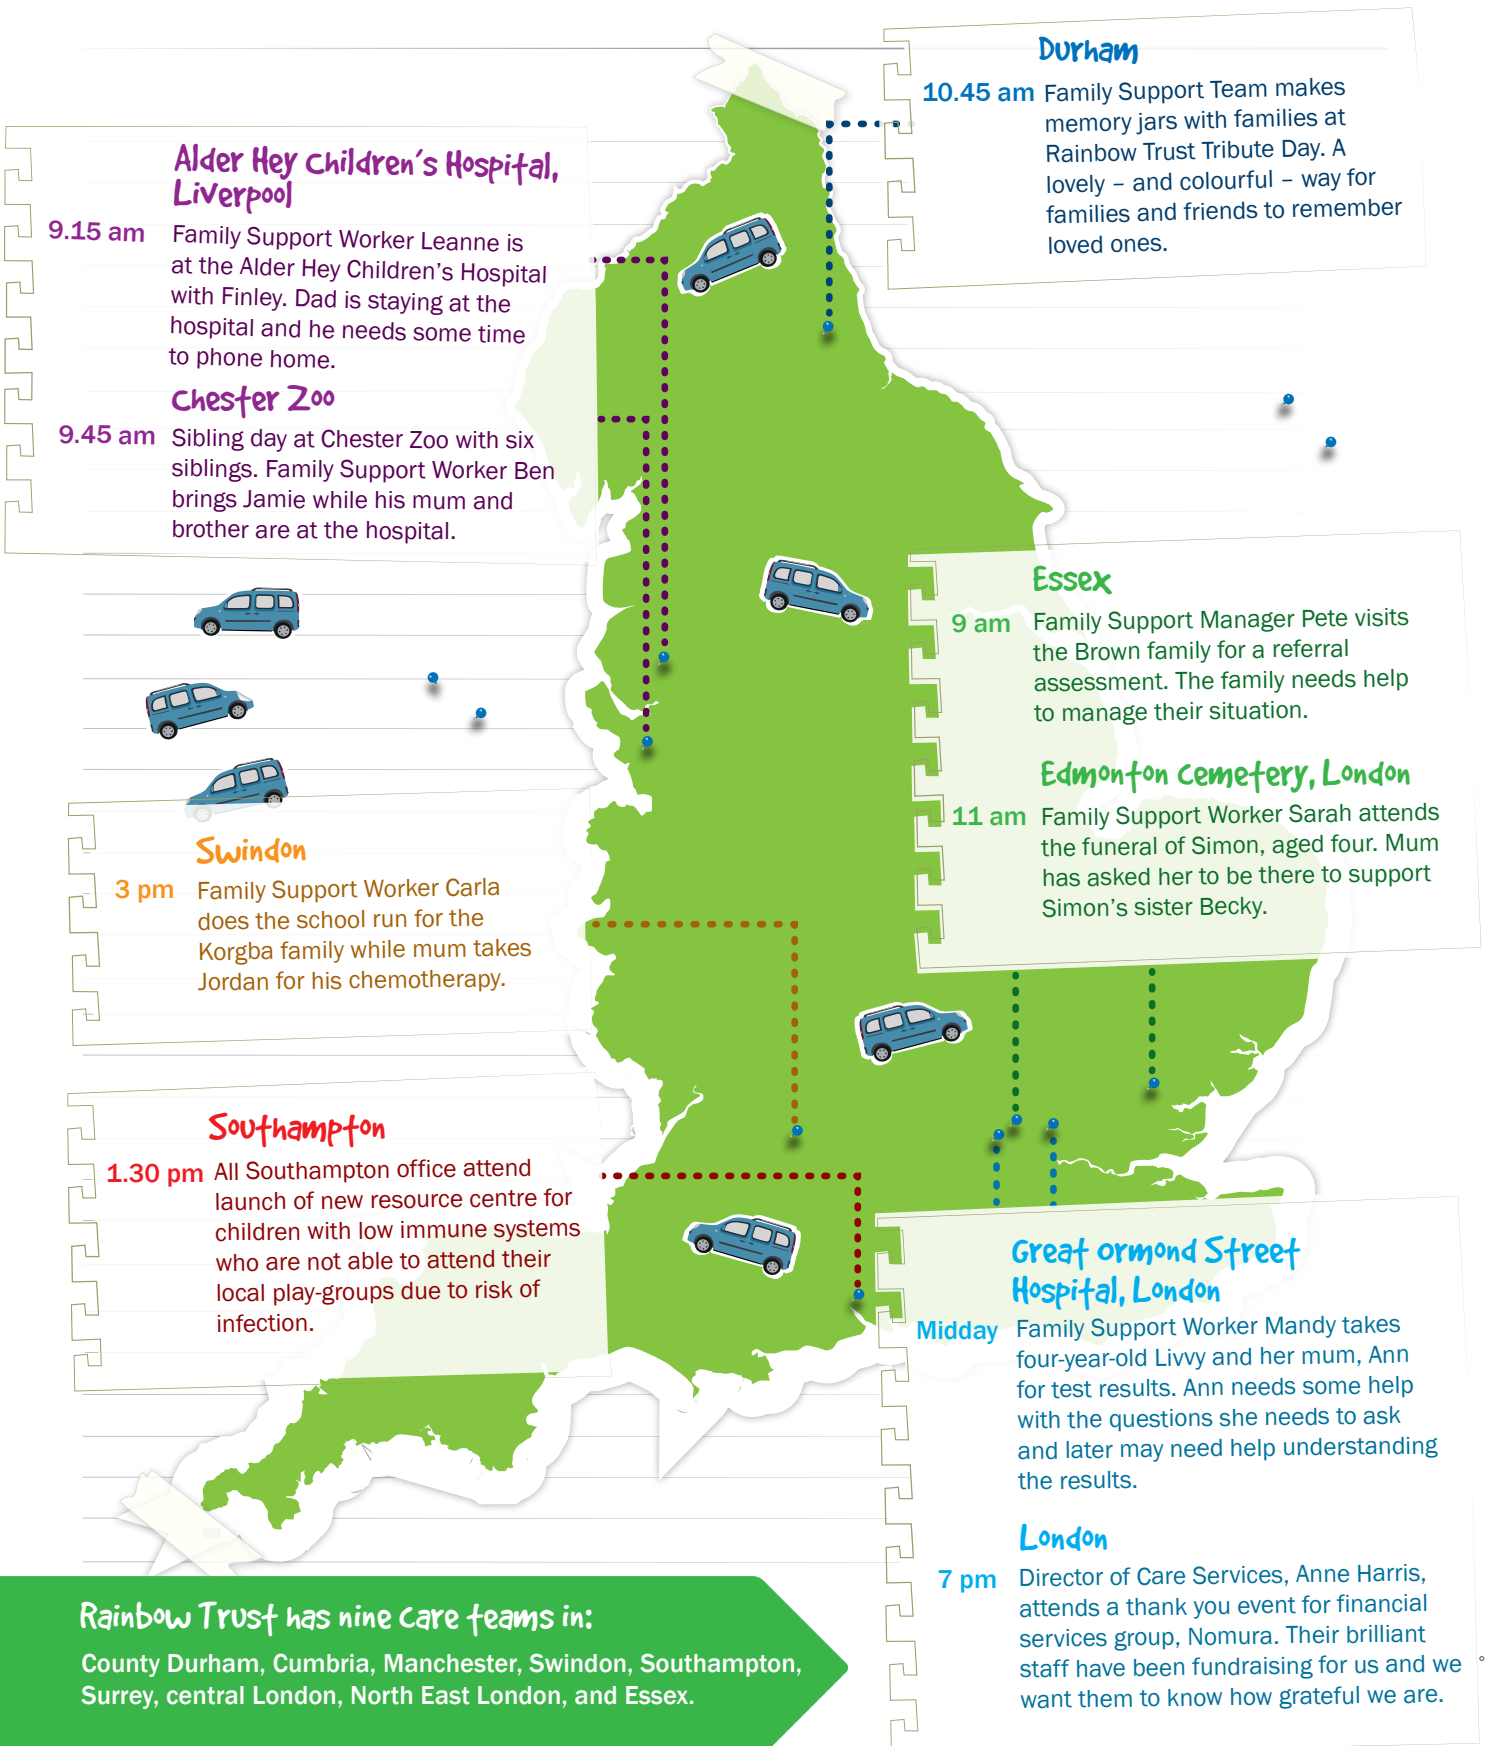 Durham
10.45 am Family Support Team makes
memory jars with families at
Rainbow Trust Tribute Day. A
lovely – and colourful – way for
families and friends to remember
loved ones.
Alder Hey Children's Hospital,
Liverpool
9.15 am Family Support Worker Leanne is
at the Alder Hey Children's Hospital
with Finley. Dad is staying at the
hospital and he needs some time
to phone home.
Chester Zoo
9.45 am Sibling day at Chester Zoo with six
siblings. Family Support Worker Ben
brings Jamie while his mum and
brother are at the hospital.
Essex
9 am Family Support Manager Pete visits
the Brown family for a referral
assessment. The family needs help
to manage their situation.
Edmonton Cemetery, London
11 am Family Support Worker Sarah attends
the funeral of Simon, aged four. Mum
has asked her to be there to support
Simon's sister Becky.
Swindon
3 pm Family Support Worker Carla
does the school run for the
Korgba family while mum takes
Jordan for his chemotherapy.
Southampton
1.30 pm All Southampton office attend
launch of new resource centre for
children with low immune systems
who are not able to attend their
local play-groups due to risk of
infection.
Great Ormond Street
Hospital, London
Midday Family Support Worker Mandy takes
four-year-old Livvy and her mum, Ann
for test results. Ann needs some help
with the questions she needs to ask
and later may need help understanding
the results.
London
7 pm Director of Care Services, Anne Harris,
attends a thank you event for financial
services group, Nomura. Their brilliant
staff have been fundraising for us and we
want them to know how grateful we are.
Rainbow Trust has nine care teams in:
County Durham, Cumbria, Manchester, Swindon, Southampton,
Surrey, central London, North East London, and Essex.